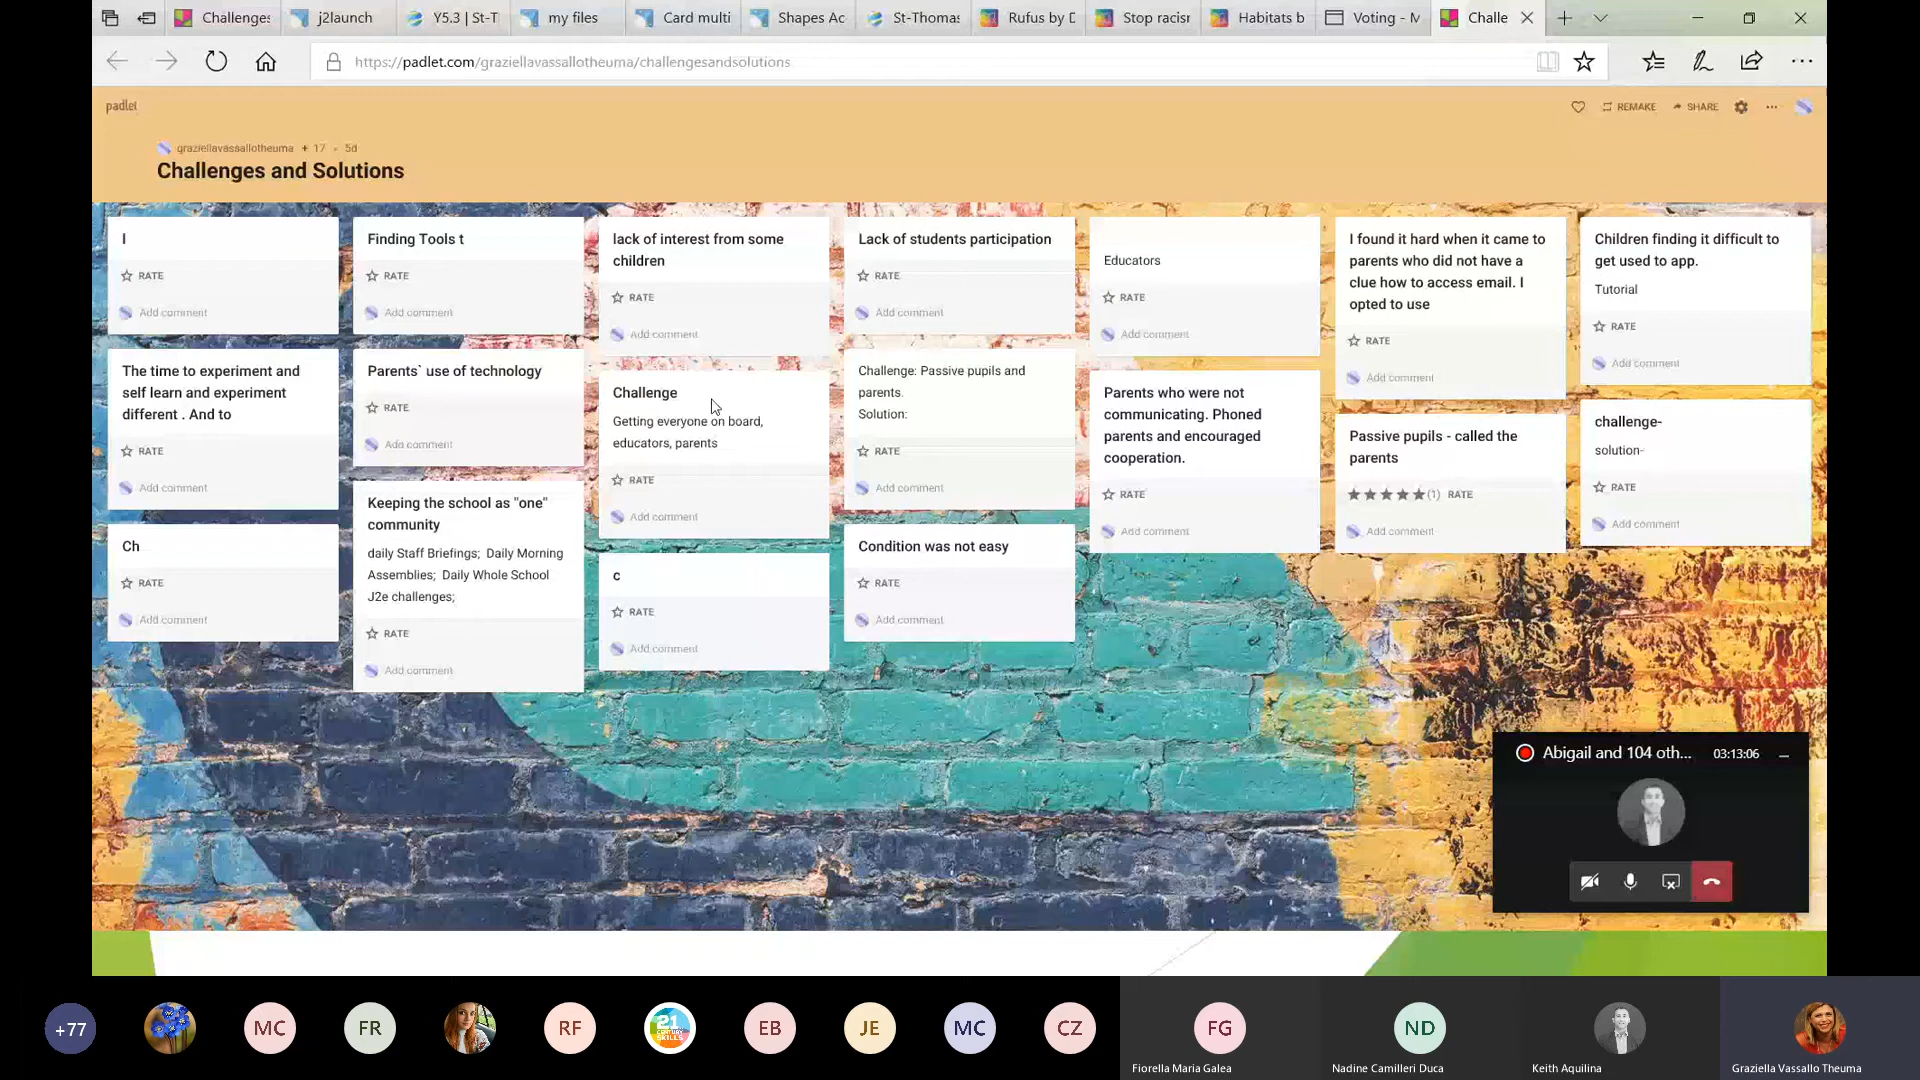 Challenges
j2launch
Y5.3 | St-T
my files
Card multi
Shapes Ac
St-Thomas
Rufus by D
Stop racisr
Habitats b
Voting - M
Challe
https://padlet.com/graziellavassallotheuma/challengesandsolutions
padlet
REMAKE
SHARE
graziellavassallotheuma + 17 • 5d
Challenges and Solutions
I
RATE
Add comment
The time to experiment and
self learn and experiment
different . And to
RATE
Add comment
Ch
RATE
Add comment
Finding Tools t
RATE
Add comment
Parents` use of technology
RATE
Add comment
Keeping the school as "one"
community
daily Staff Briefings; Daily Morning
Assemblies; Daily Whole School
J2e challenges;
RATE
Add comment
lack of interest from some
children
RATE
Add comment
Challenge
Getting everyone on board,
educators, parents
RATE
Add comment
c
RATE
Add comment
Lack of students participation
RATE
Add comment
Challenge: Passive pupils and
parents.
Solution:
RATE
Add comment
Condition was not easy
RATE
Add comment
Educators
RATE
Add comment
Parents who were not
communicating. Phoned
parents and encouraged
cooperation.
RATE
Add comment
I found it hard when it came to
parents who did not have a
clue how to access email. I
opted to use
RATE
Add comment
Passive pupils - called the
parents
(1) RATE
Add comment
Children finding it difficult to
get used to app.
Tutorial
RATE
Add comment
challenge-
solution-
RATE
Add comment
Abigail and 104 oth...
03:13:06
+77
MC
FR
RF
21
CENTURY
SKILLS
EB
JE
MC
CZ
FG
ND
Fiorella Maria Galea
Nadine Camilleri Duca
Keith Aquilina
Graziella Vassallo Theuma